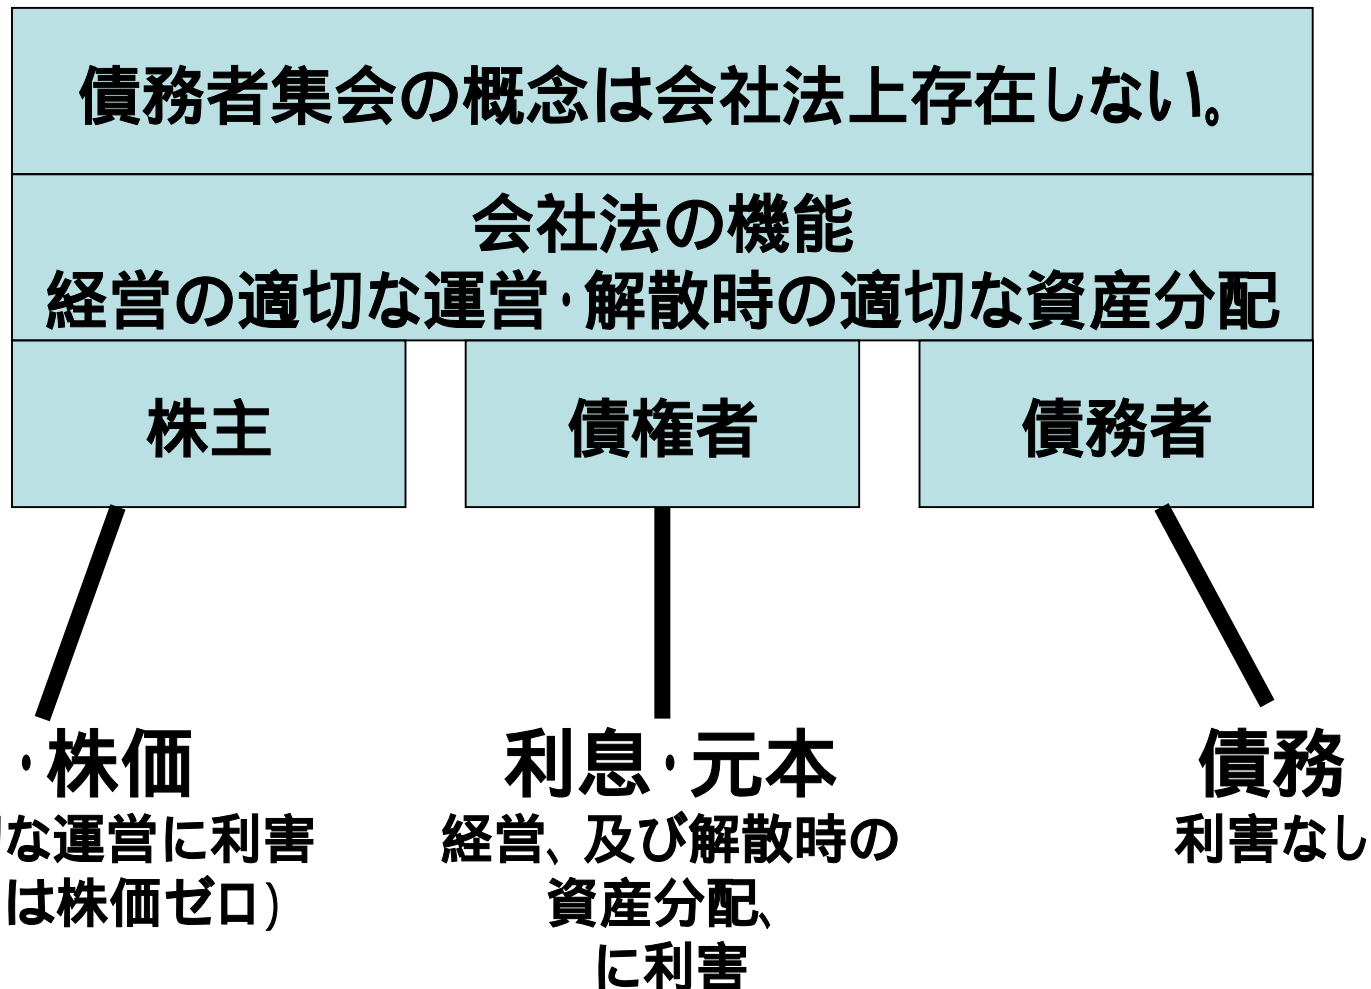 債務者集会の概念は会社法上存在しない。
会社法の機能
経営の適切な運営・解散時の適切な資産分配
株主
債権者
債務者
・株価
な運営に利害
は株価ゼロ)
利息・元本
経営、及び解散時の
資産分配、
に利害
債務
利害なし